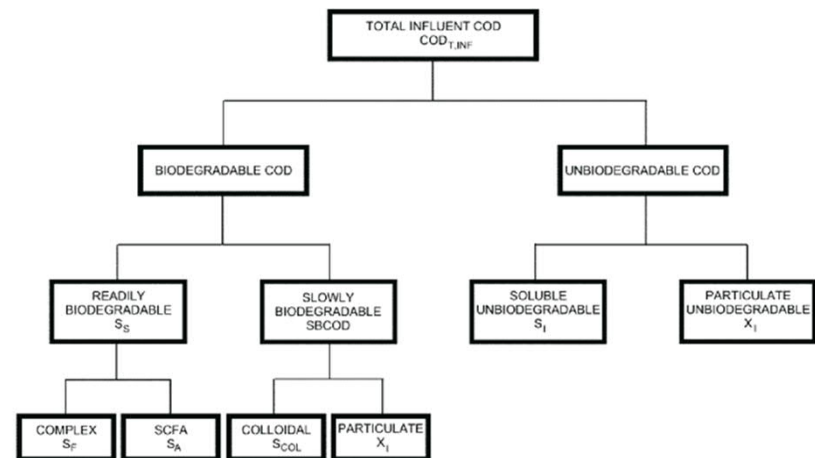 TOTAL INFLUENT COD
COD_T,INF
BIODEGRADABLE COD
UNBIODEGRADABLE COD
READILY
BIODEGRADABLE
S_S
SLOWLY
BIODEGRADABLE
SBCOD
SOLUBLE
UNBIODEGRADABLE
S_I
PARTICULATE
UNBIODEGRADABLE
X_I
COMPLEX
S_F
SCFA
S_A
COLLOIDAL
S_COL
PARTICULATE
X_I